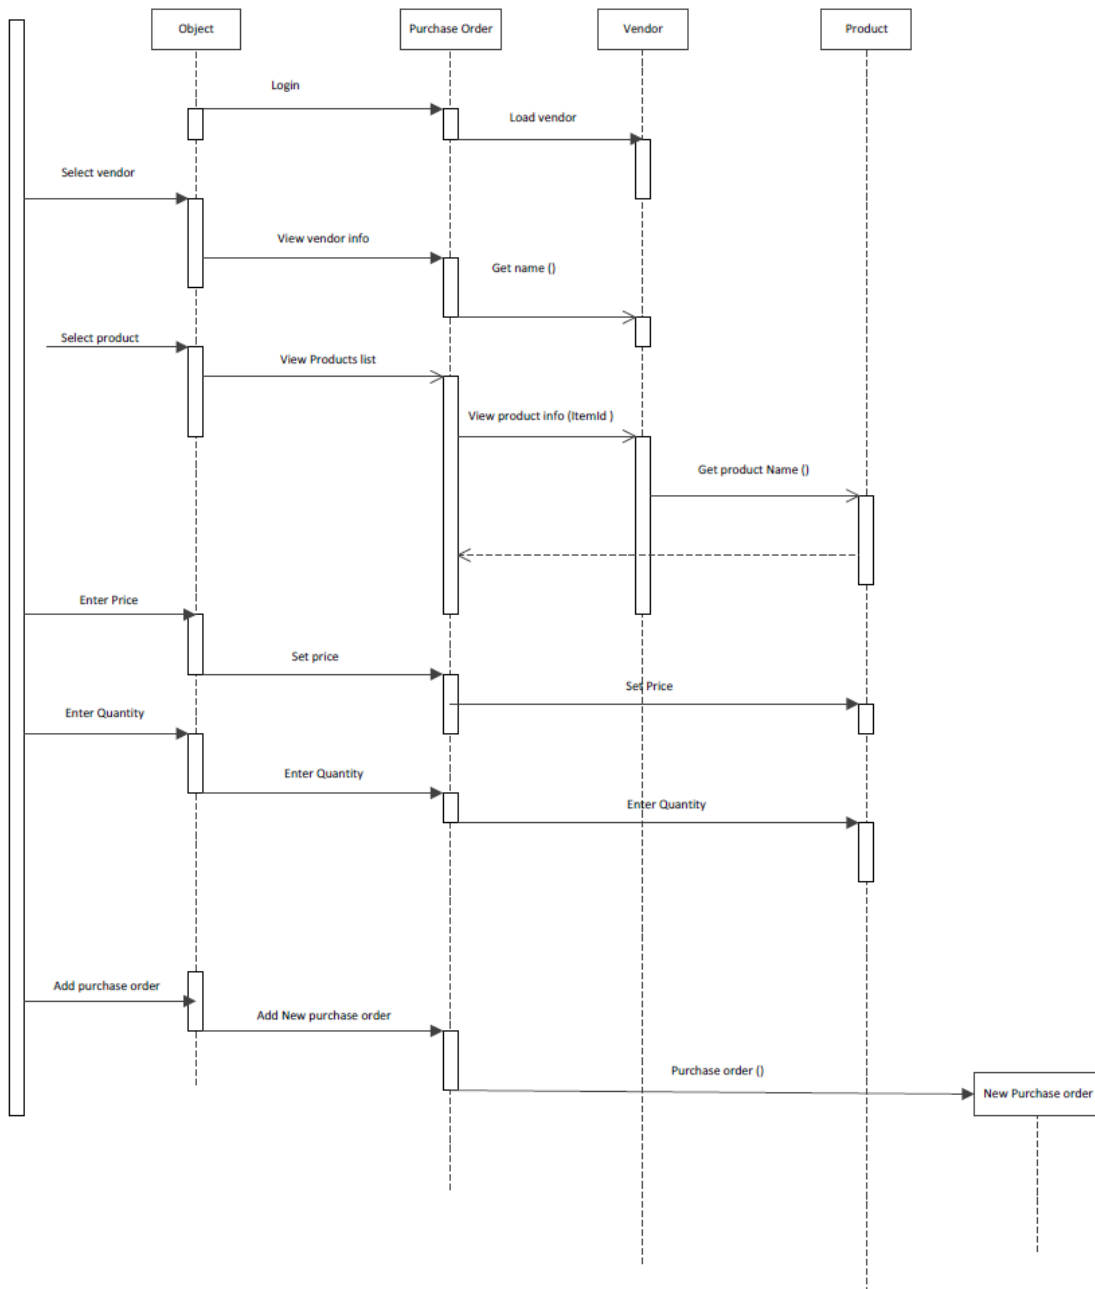 Object
Purchase Order
Vendor
Product
Login
Load vendor
Select vendor
View vendor info
Get name ()
Select product
View Products list
View product info (ItemId )
Get product Name ()
Enter Price
Set price
Set Price
Enter Quantity
Enter Quantity
Enter Quantity
Add purchase order
Add New purchase order
Purchase order ()
New Purchase order